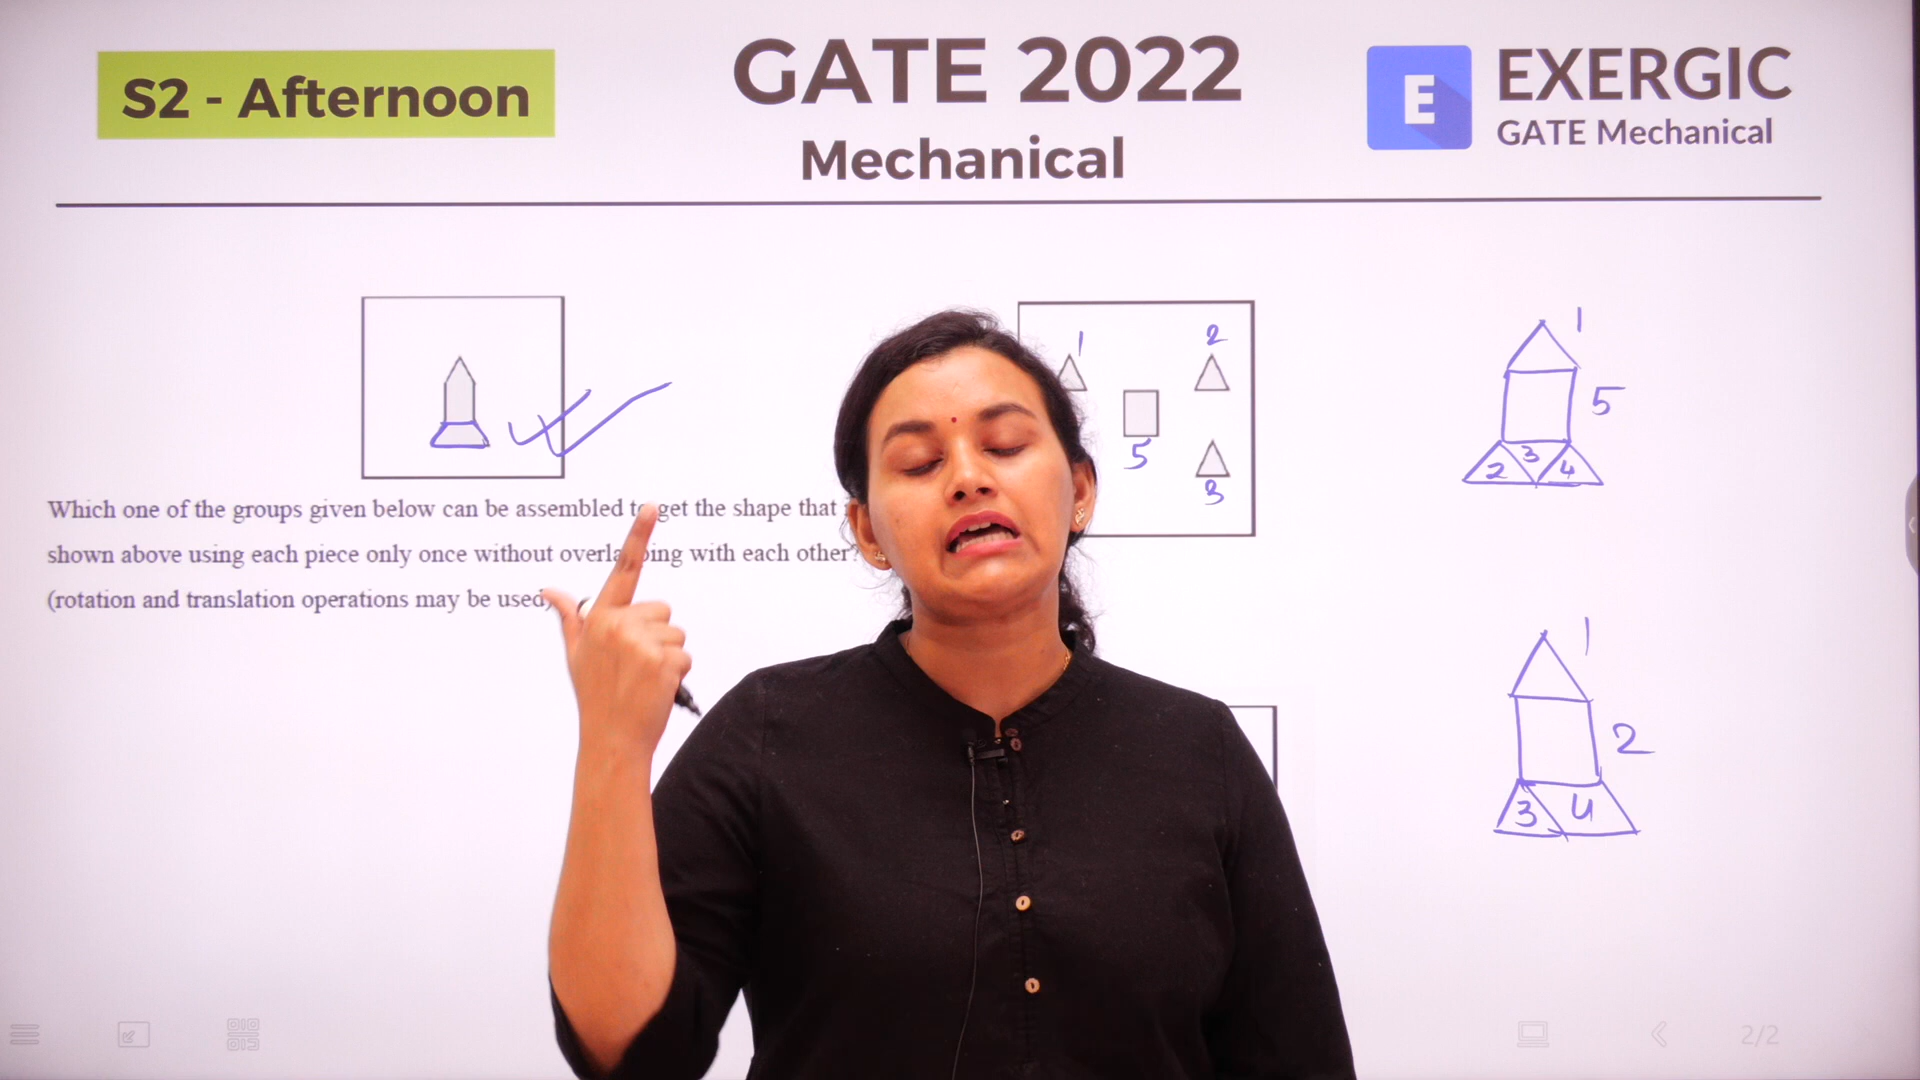 S2 - Afternoon
GATE 2022
Mechanical
E
EXERGIC
GATE Mechanical
1
2
5
3
1
5
2 3 4
Which one of the groups given below can be assembled to get the shape that
shown above using each piece only once without overlapping with each other?
(rotation and translation operations may be used)
1
2
3 4
2/2